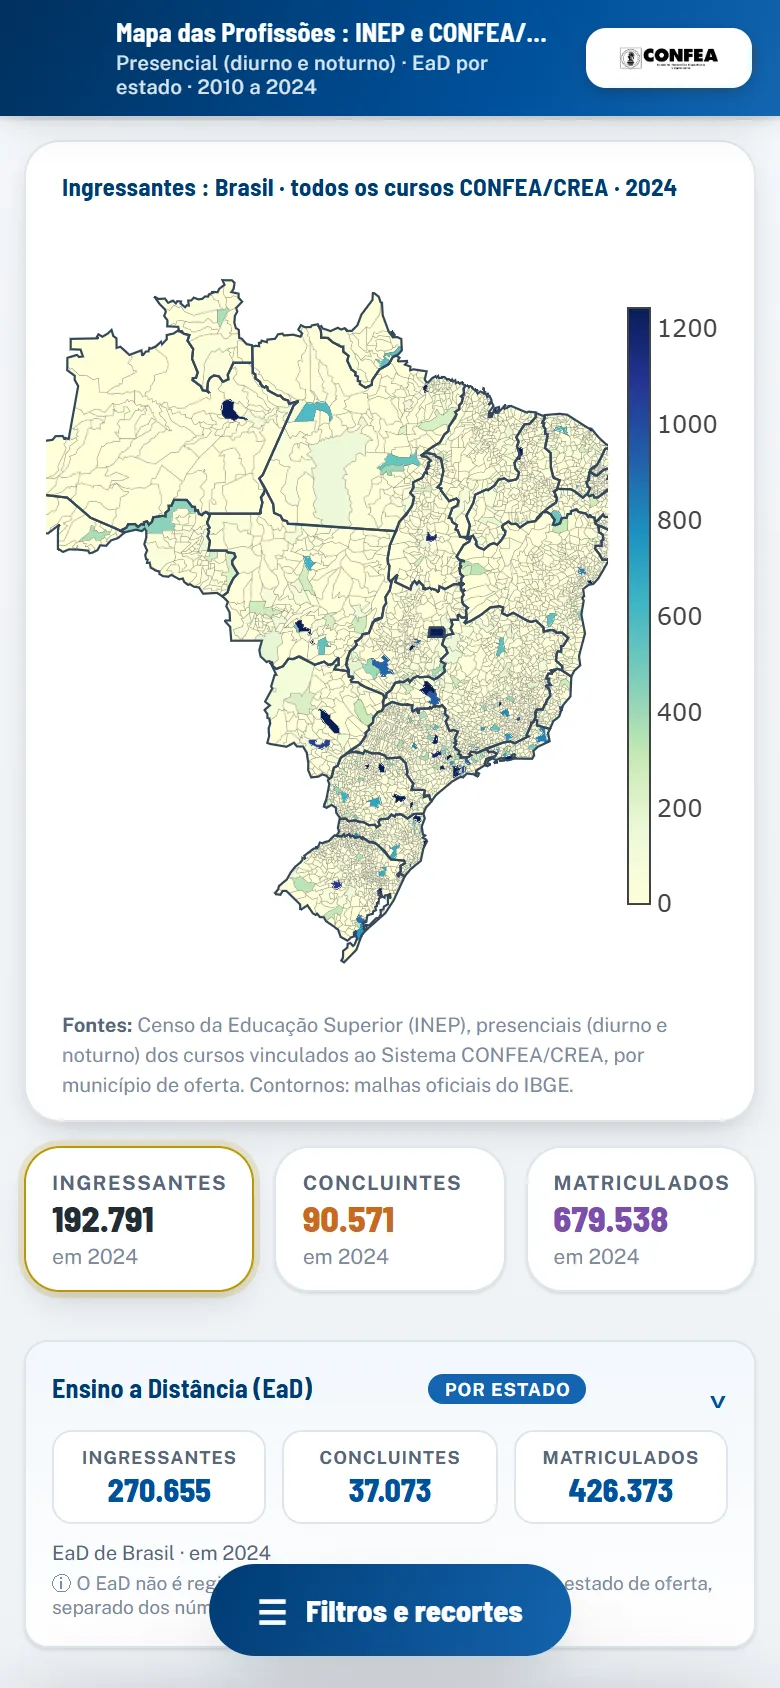 Mapa das Profissões : INEP e CONFEA/...
Presencial (diurno e noturno) · EaD por
estado · 2010 a 2024
CONFEA
Ingressantes : Brasil · todos os cursos CONFEA/CREA · 2024
1200
1000
800
600
400
200
0
Fontes: Censo da Educação Superior (INEP), presenciais (diurno e
noturno) dos cursos vinculados ao Sistema CONFEA/CREA, por
município de oferta. Contornos: malhas oficiais do IBGE.
INGRESSANTES
192.791
em 2024
CONCLUINTES
90.571
em 2024
MATRICULADOS
679.538
em 2024
Ensino a Distância (EaD)
POR ESTADO
v
INGRESSANTES
270.655
CONCLUINTES
37.073
MATRICULADOS
426.373
EaD de Brasil · em 2024
ⓘ O EaD não é regi estado de oferta,
separado dos núm
☰ Filtros e recortes